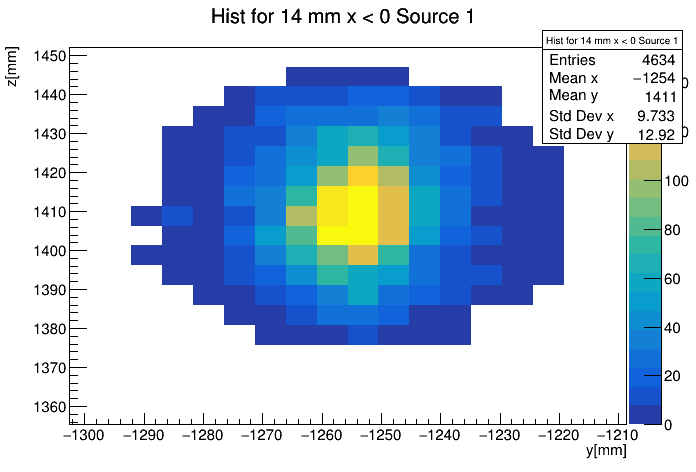 Hist for 14 mm x < 0 Source 1
z[mm]
1450
1440
1430
1420
1410
1400
1390
1380
1370
1360
−1300 −1290 −1280 −1270 −1260 −1250 −1240 −1230 −1220 −1210
y[mm]
Hist for 14 mm x < 0 Source 1
Entries 4634
Mean x −1254
Mean y 1411
Std Dev x 9.733
Std Dev y 12.92
100
80
60
40
20
0